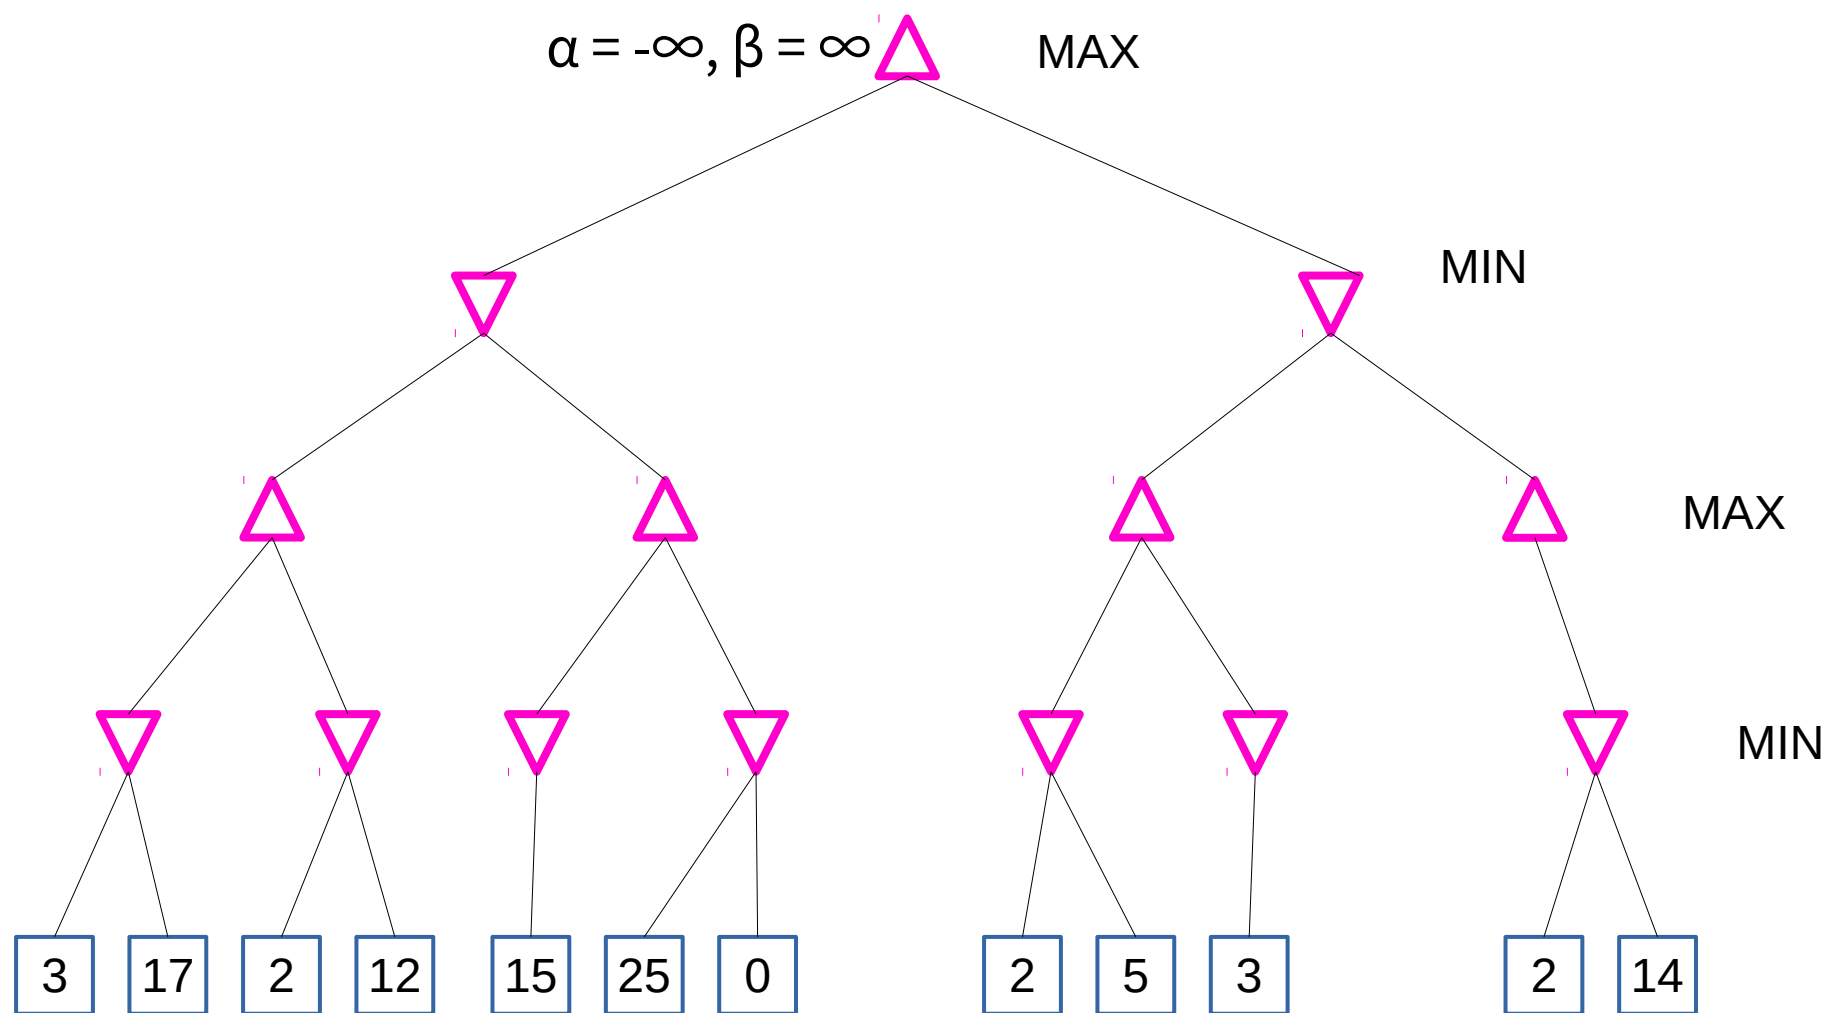 α = -∞, β = ∞ MAX
MIN
MAX
MIN
3 17 2 12 15 25 0 2 5 3 2 14